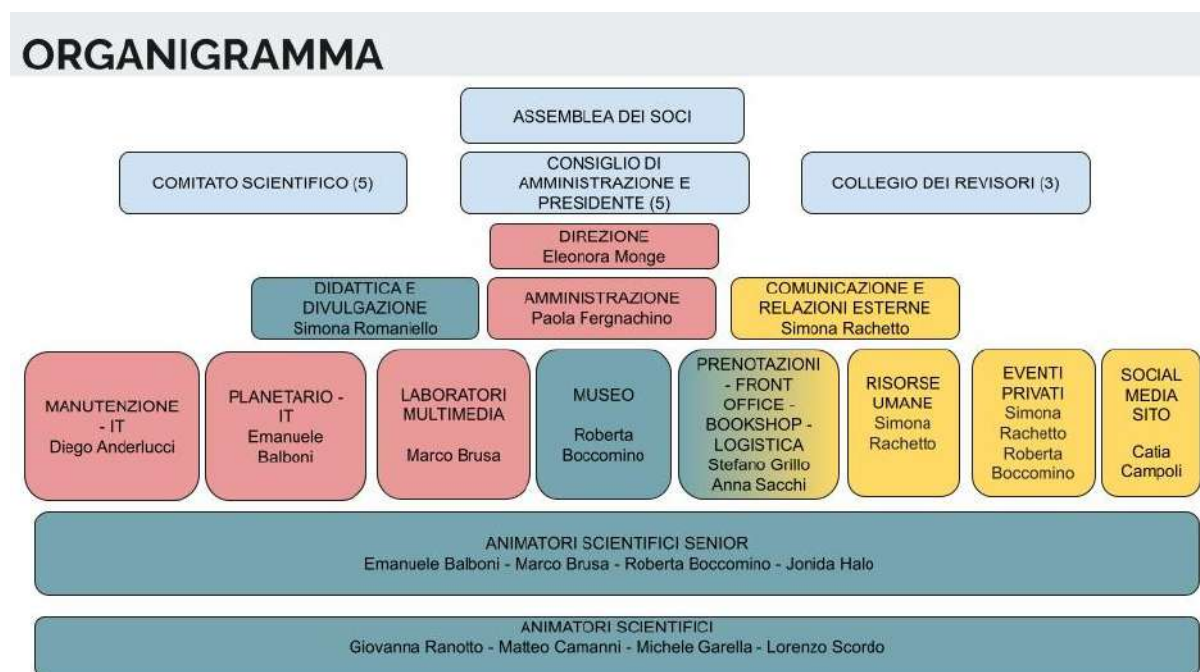 ORGANIGRAMMA
ASSEMBLEA DEI SOCI
COMITATO SCIENTIFICO (5)
CONSIGLIO DI
AMMINISTRAZIONE E
PRESIDENTE (5)
COLLEGIO DEI REVISORI (3)
DIREZIONE
Eleonora Monge
DIDATTICA E
DIVULGAZIONE
Simona Romaniello
AMMINISTRAZIONE
Paola Fergnachino
COMUNICAZIONE E
RELAZIONI ESTERNE
Simona Rachetto
MANUTENZIONE
- IT
Diego Anderlucci
PLANETARIO -
IT
Emanuele
Balboni
LABORATORI
MULTIMEDIA
Marco Brusa
MUSEO
Roberta
Boccomino
PRENOTAZIONI
- FRONT
OFFICE -
BOOKSHOP -
LOGISTICA
Stefano Grillo
Anna Sacchi
RISORSE
UMANE
Simona
Rachetto
EVENTI
PRIVATI
Simona
Rachetto
Roberta
Boccomino
SOCIAL
MEDIA
SITO
Catia
Campoli
ANIMATORI SCIENTIFICI SENIOR
Emanuele Balboni - Marco Brusa - Roberta Boccomino - Jonida Halo
ANIMATORI SCIENTIFICI
Giovanna Ranotto - Matteo Camanni - Michele Garella - Lorenzo Scordo